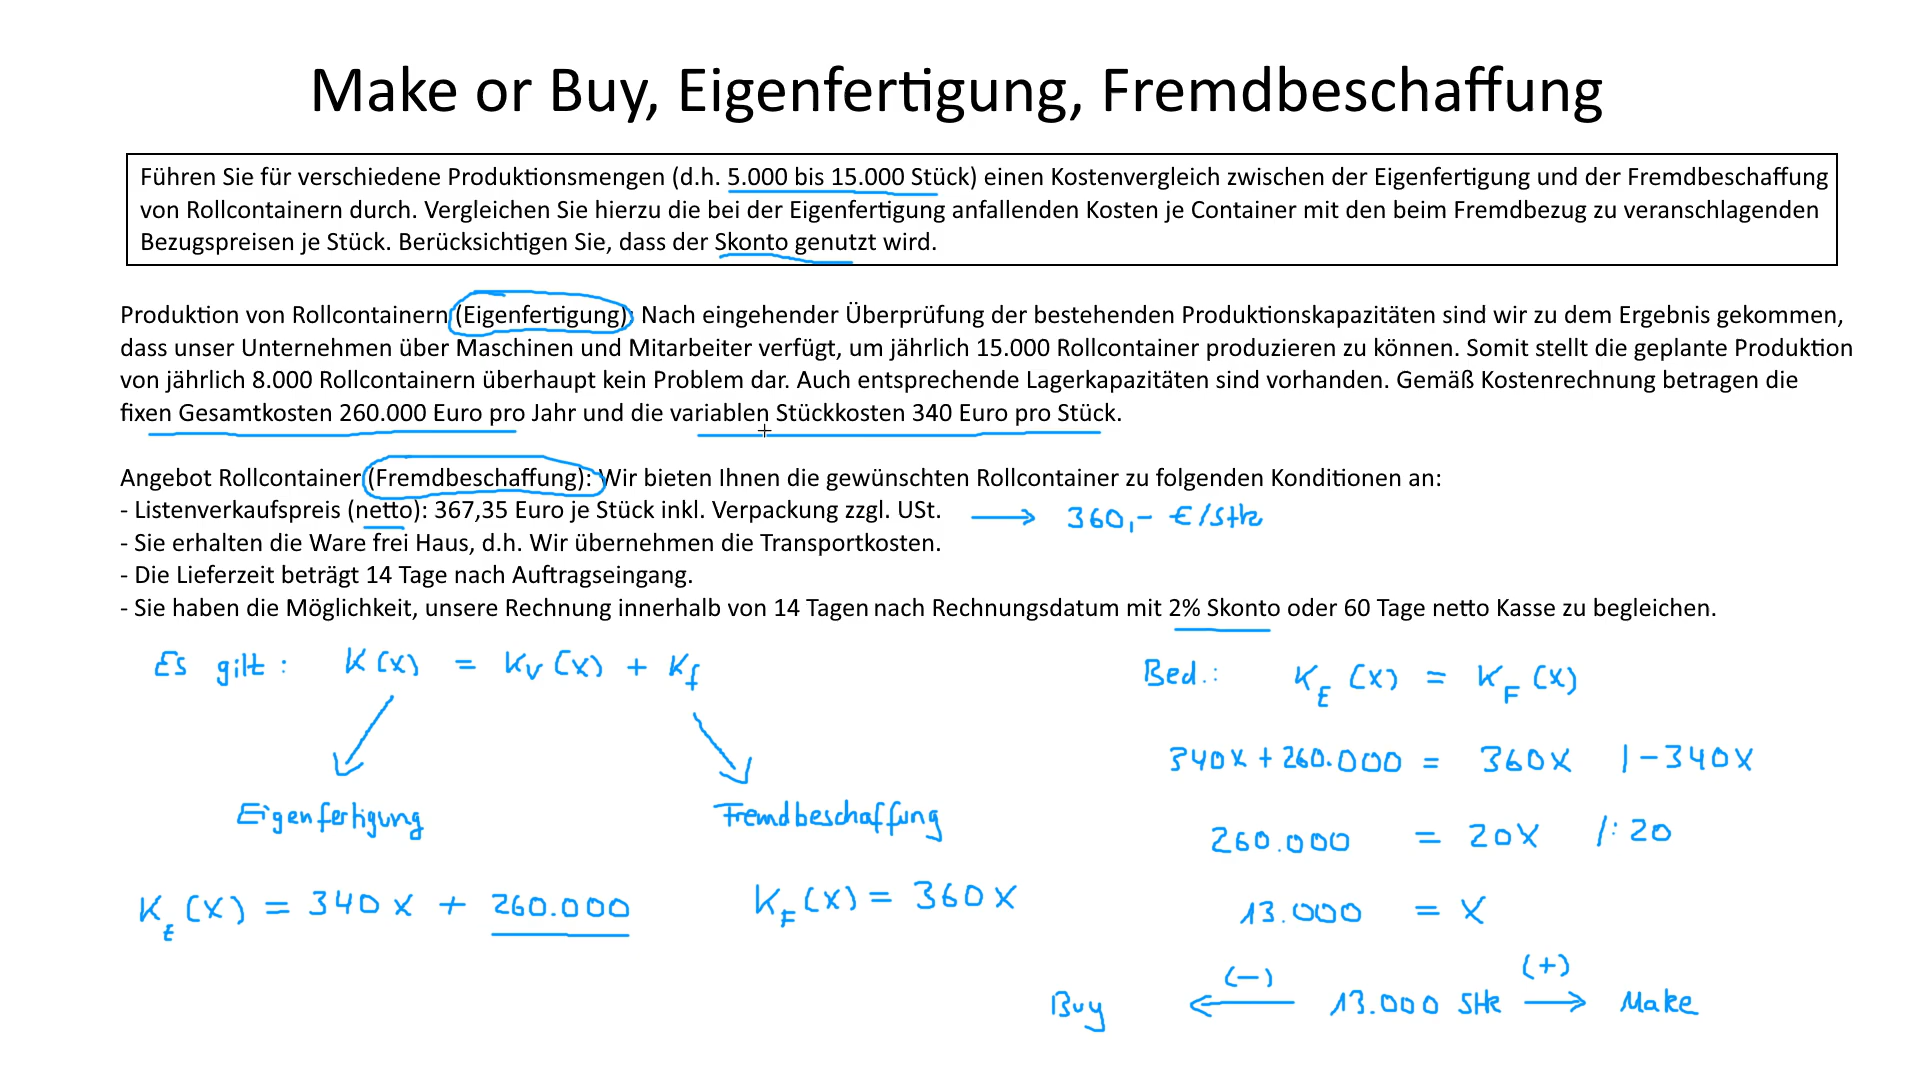 Make or Buy, Eigenfertigung, Fremdbeschaffung
Führen Sie für verschiedene Produktionsmengen (d.h. 5.000 bis 15.000 Stück) einen Kostenvergleich zwischen der Eigenfertigung und der Fremdbeschaffung
von Rollcontainern durch. Vergleichen Sie hierzu die bei der Eigenfertigung anfallenden Kosten je Container mit den beim Fremdbezug zu veranschlagenden
Bezugspreisen je Stück. Berücksichtigen Sie, dass der Skonto genutzt wird.
Produktion von Rollcontainern (Eigenfertigung): Nach eingehender Überprüfung der bestehenden Produktionskapazitäten sind wir zu dem Ergebnis gekommen,
dass unser Unternehmen über Maschinen und Mitarbeiter verfügt, um jährlich 15.000 Rollcontainer produzieren zu können. Somit stellt die geplante Produktion
von jährlich 8.000 Rollcontainern überhaupt kein Problem dar. Auch entsprechende Lagerkapazitäten sind vorhanden. Gemäß Kostenrechnung betragen die
fixen Gesamtkosten 260.000 Euro pro Jahr und die variablen Stückkosten 340 Euro pro Stück.
Angebot Rollcontainer (Fremdbeschaffung): Wir bieten Ihnen die gewünschten Rollcontainer zu folgenden Konditionen an:
- Listenverkaufspreis (netto): 367,35 Euro je Stück inkl. Verpackung zzgl. USt. → 360,- €/Stk
- Sie erhalten die Ware frei Haus, d.h. Wir übernehmen die Transportkosten.
- Die Lieferzeit beträgt 14 Tage nach Auftragseingang.
- Sie haben die Möglichkeit, unsere Rechnung innerhalb von 14 Tagen nach Rechnungsdatum mit 2% Skonto oder 60 Tage netto Kasse zu begleichen.
Es gilt: K(x) = Kv(x) + Kf
Eigenfertigung Fremdbeschaffung
K_E(x) = 340x + 260.000 K_F(x) = 360x
Bed.: K_E(x) = K_F(x)
340x + 260.000 = 360x |-340x
260.000 = 20x |:20
13.000 = x
(-) (+)
Buy ← 13.000 Stk → Make